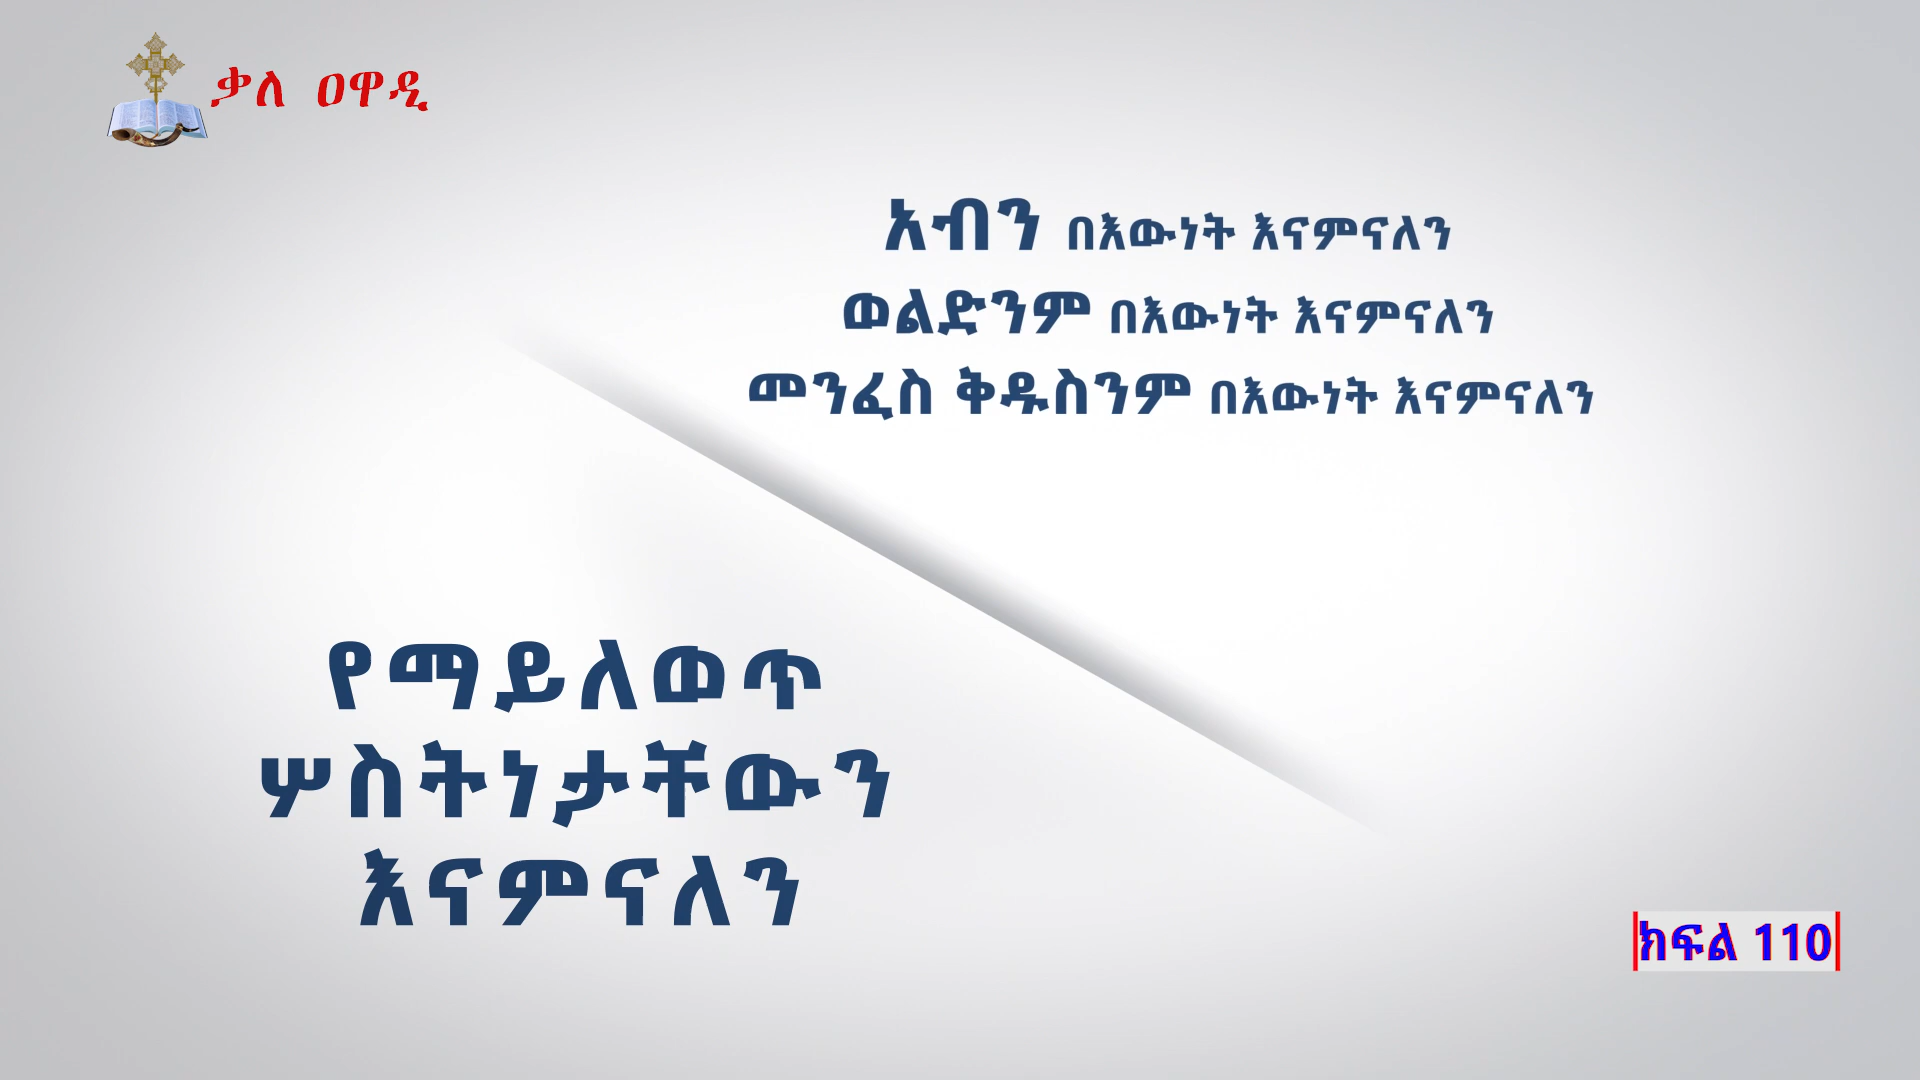 ቃለ ዐዋዲ
አብን በእውነት እናምናለን
ወልድንም በእውነት እናምናለን
መንፈስ ቅዱስንም በእውነት እናምናለን
የማይለወጥ
ሦስትነታቸውን
እናምናለን
ክፍል 110